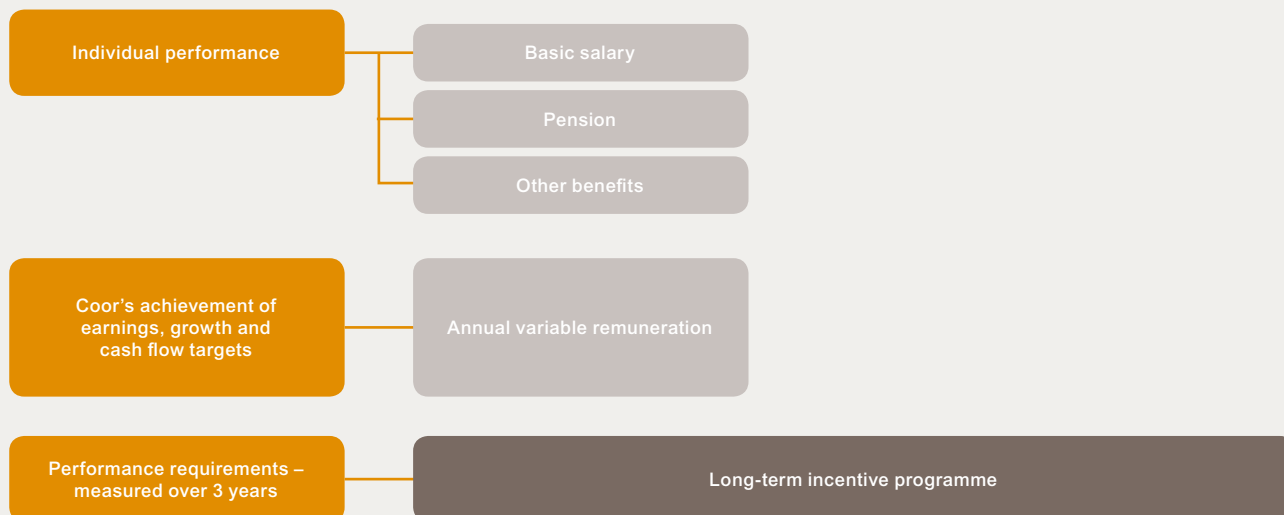 Individual performance
Basic salary
Pension
Other benefits
Coor’s achievement of
earnings, growth and
cash flow targets
Annual variable remuneration
Performance requirements –
measured over 3 years
Long-term incentive programme